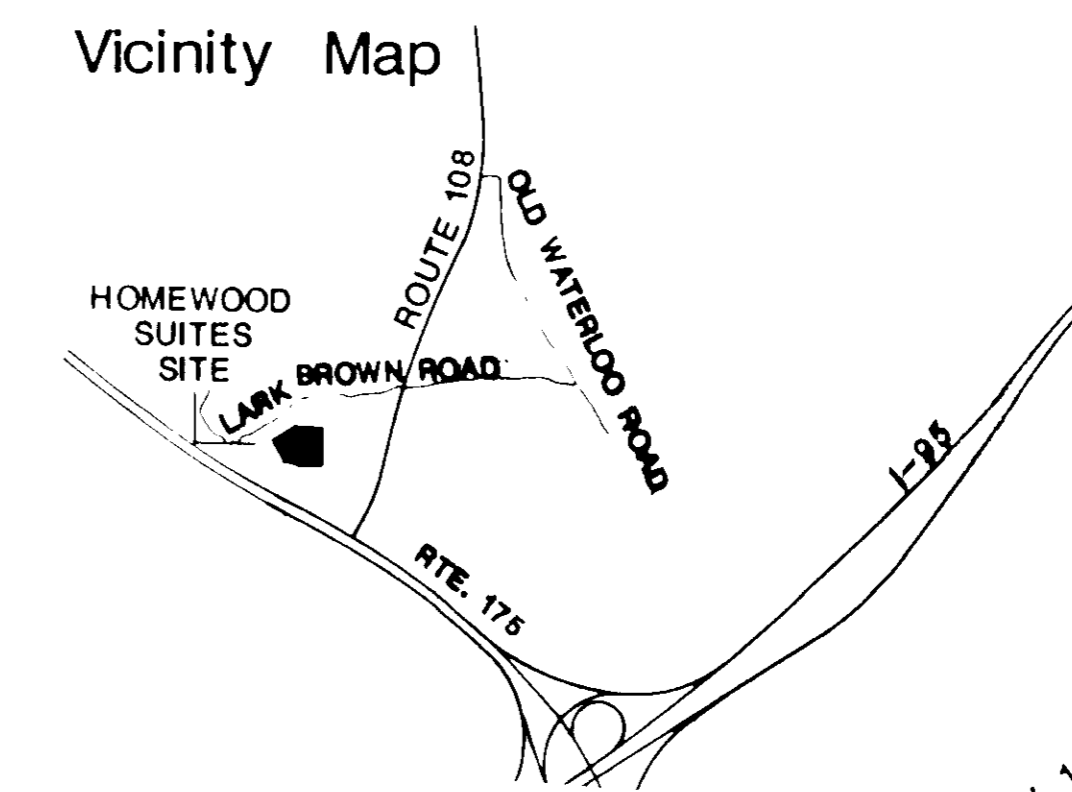 Vicinity Map
ROUTE 108
OLD WATERLOO ROAD
HOMEWOOD
SUITES
SITE
LARK BROWN ROAD
I-95
RTE. 175